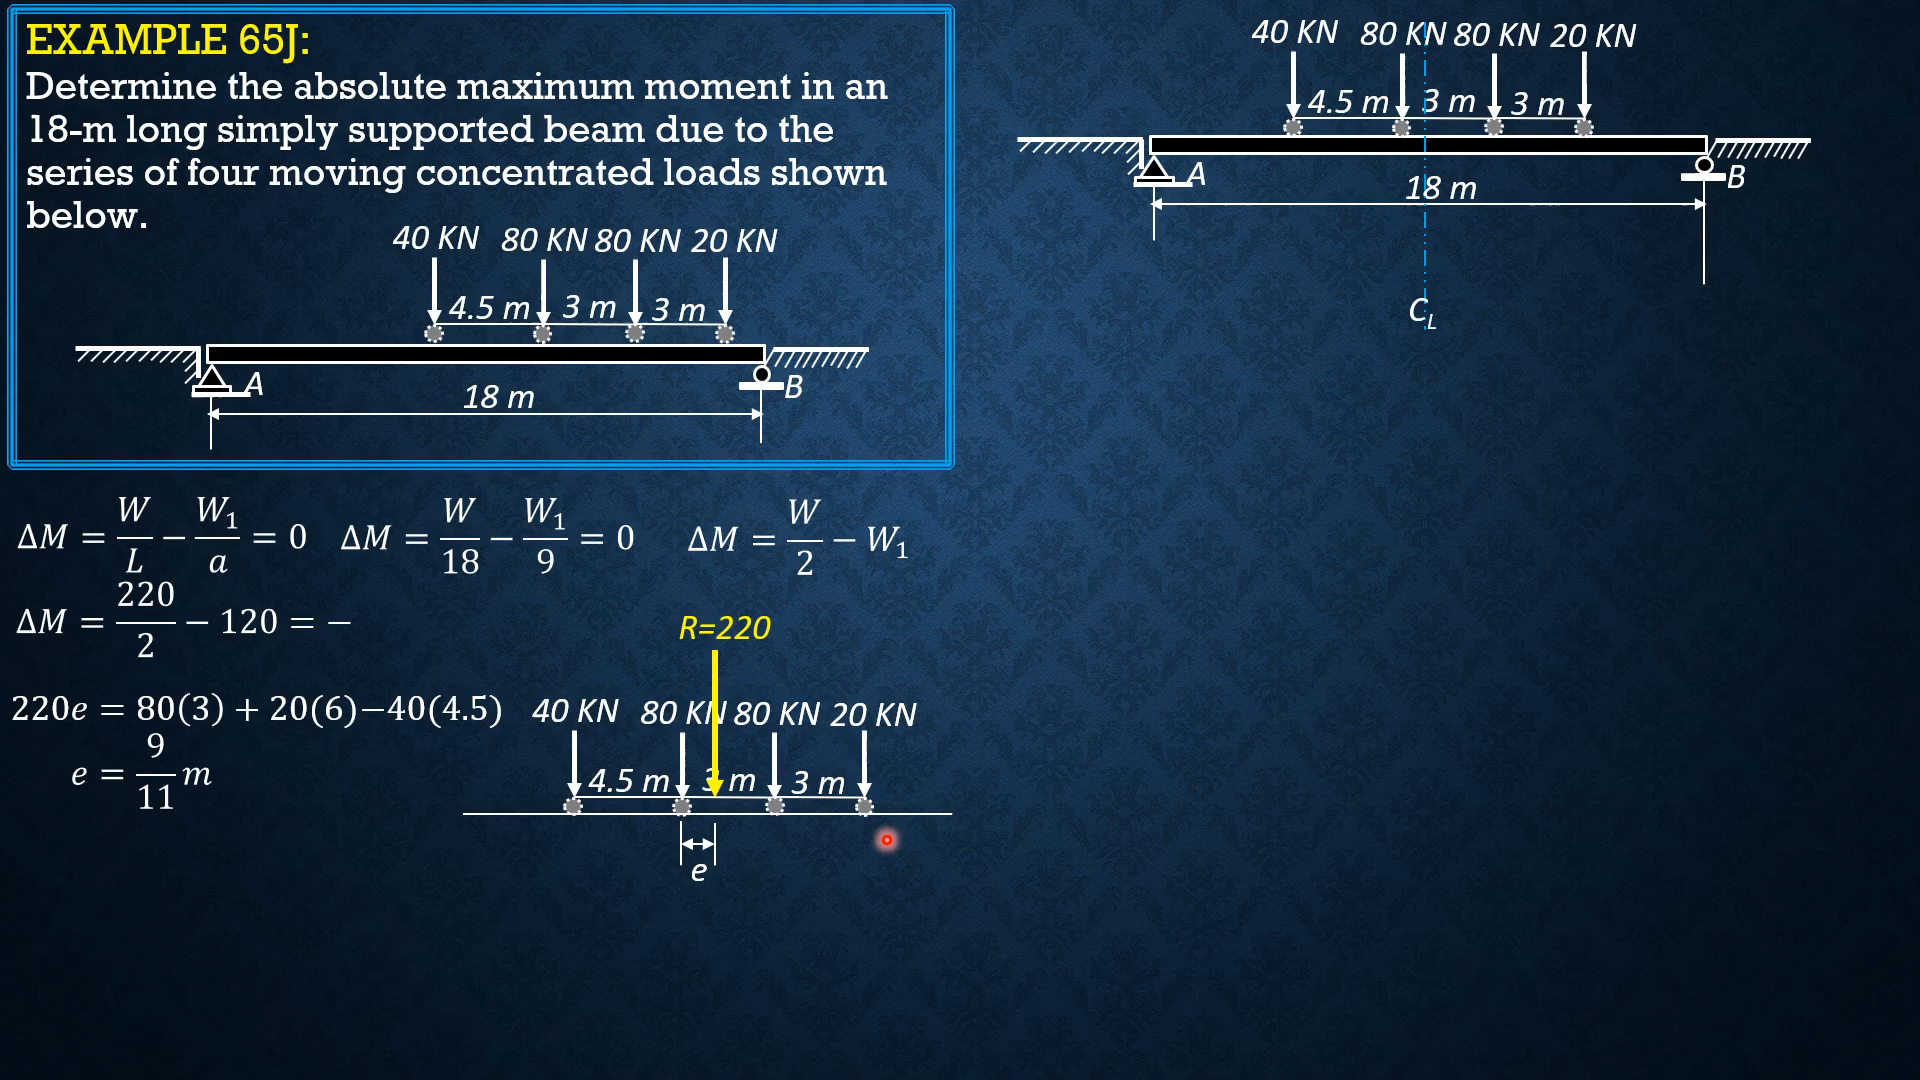 EXAMPLE 65J:
Determine the absolute maximum moment in an
18-m long simply supported beam due to the
series of four moving concentrated loads shown
below.
40 KN 80 KN 80 KN 20 KN
4.5 m 3 m 3 m
A B
18 m
ΔM = W/L − W₁/a = 0 ΔM = W/18 − W₁/9 = 0 ΔM = W/2 − W₁
ΔM = 220/2 − 120 = −
220e = 80(3) + 20(6)−40(4.5)
e = 9/11 m
R=220
40 KN 80 KN 80 KN 20 KN
4.5 m 3 m 3 m
e
40 KN 80 KN 80 KN 20 KN
4.5 m 3 m 3 m
A B
18 m
C_L